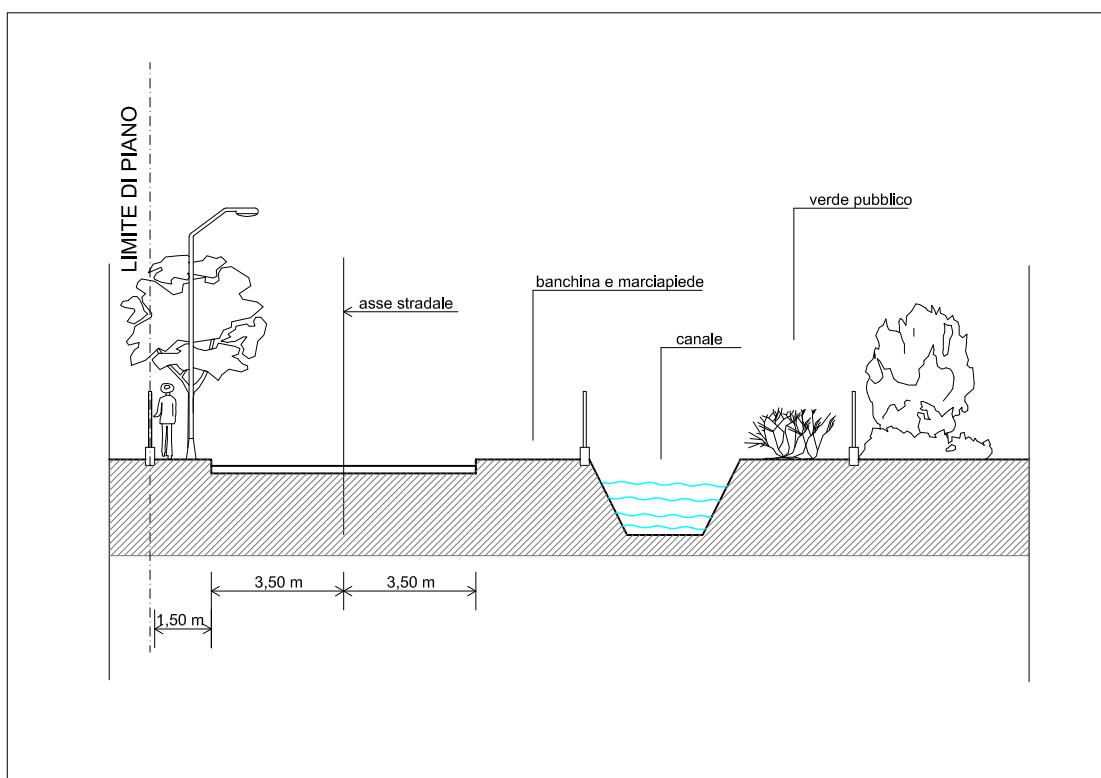 LIMITE DI PIANO
verde pubblico
banchina e marciapiede
asse stradale
canale
3,50 m
3,50 m
1,50 m